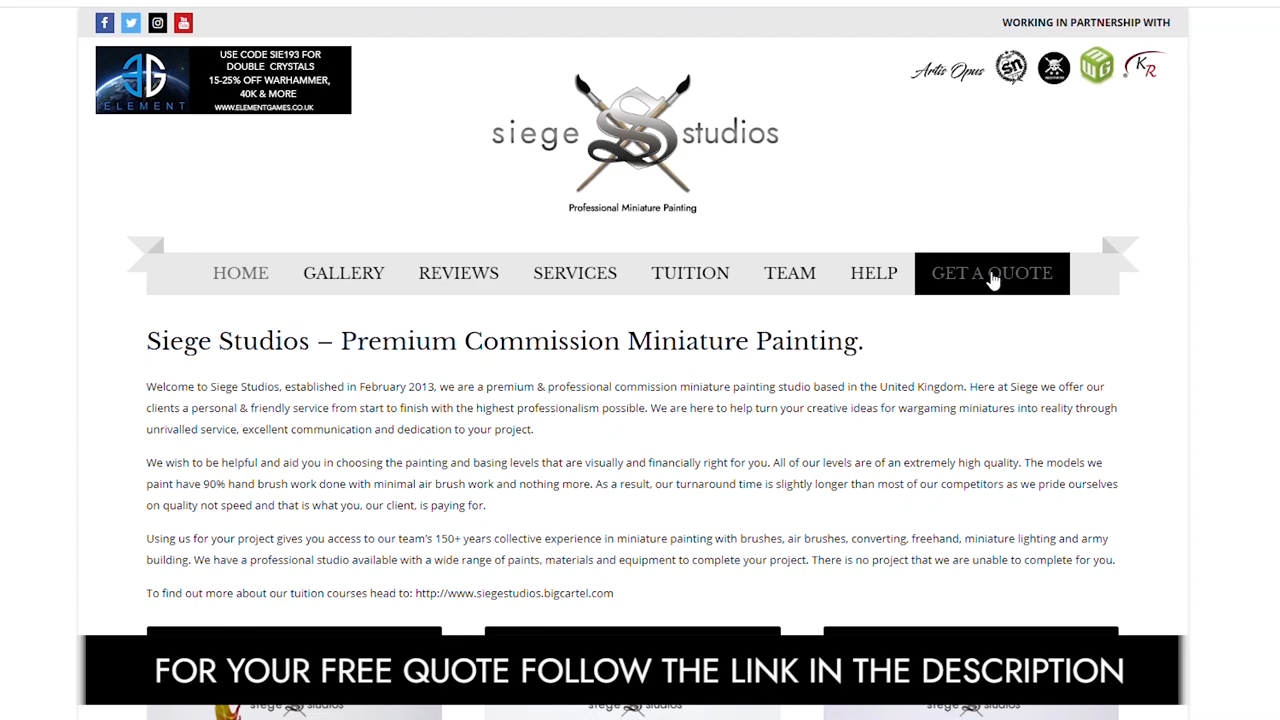 WORKING IN PARTNERSHIP WITH
USE CODE SIE193 FOR
DOUBLE CRYSTALS
15-25% OFF WARHAMMER,
40K & MORE
WWW.ELEMENTGAMES.CO.UK
ELEMENT
Artis Opus
KR
siege studios
Professional Miniature Painting
HOME GALLERY REVIEWS SERVICES TUITION TEAM HELP GET A QUOTE
Siege Studios – Premium Commission Miniature Painting.
Welcome to Siege Studios, established in February 2013, we are a premium & professional commission miniature painting studio based in the United Kingdom. Here at Siege we offer our
clients a personal & friendly service from start to finish with the highest professionalism possible. We are here to help turn your creative ideas for wargaming miniatures into reality through
unrivalled service, excellent communication and dedication to your project.
We wish to be helpful and aid you in choosing the painting and basing levels that are visually and financially right for you. All of our levels are of an extremely high quality. The models we
paint have 90% hand brush work done with minimal air brush work and nothing more. As a result, our turnaround time is slightly longer than most of our competitors as we pride ourselves
on quality not speed and that is what you, our client, is paying for.
Using us for your project gives you access to our team's 150+ years collective experience in miniature painting with brushes, air brushes, converting, freehand, miniature lighting and army
building. We have a professional studio available with a wide range of paints, materials and equipment to complete your project. There is no project that we are unable to complete for you.
To find out more about our tuition courses head to: http://www.siegestudios.bigcartel.com
FOR YOUR FREE QUOTE FOLLOW THE LINK IN THE DESCRIPTION
siege studios siege studios siege studios